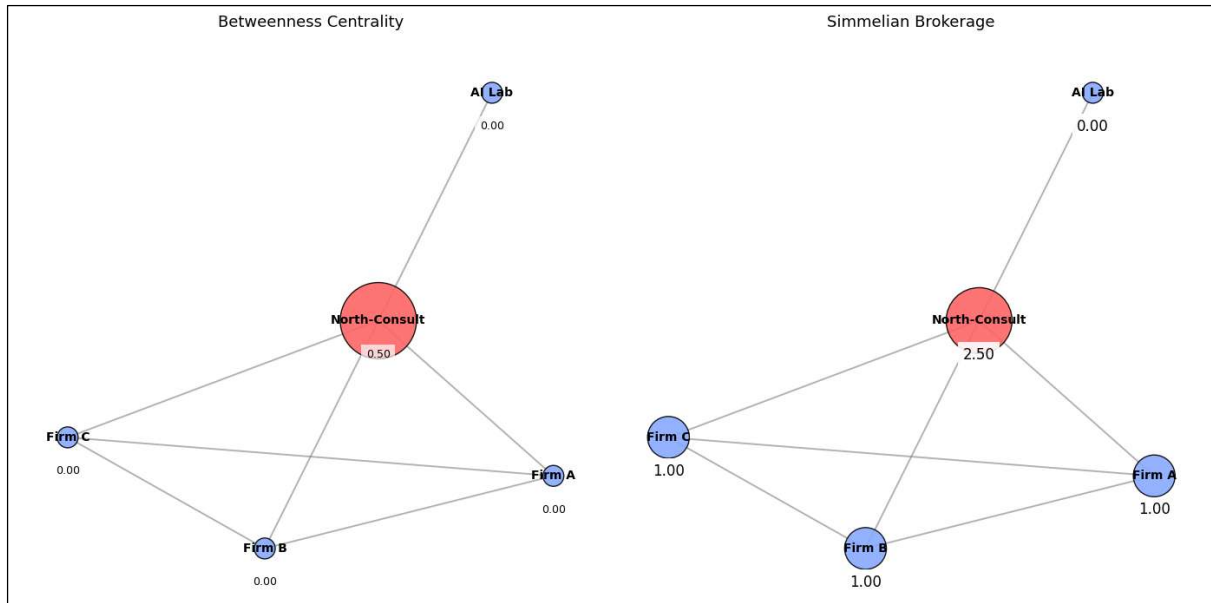 Betweenness Centrality
AI Lab
0.00
North-Consult
0.50
Firm C
0.00
Firm A
0.00
Firm B
0.00
Simmelian Brokerage
AI Lab
0.00
North-Consult
2.50
Firm C
1.00
Firm A
1.00
Firm B
1.00